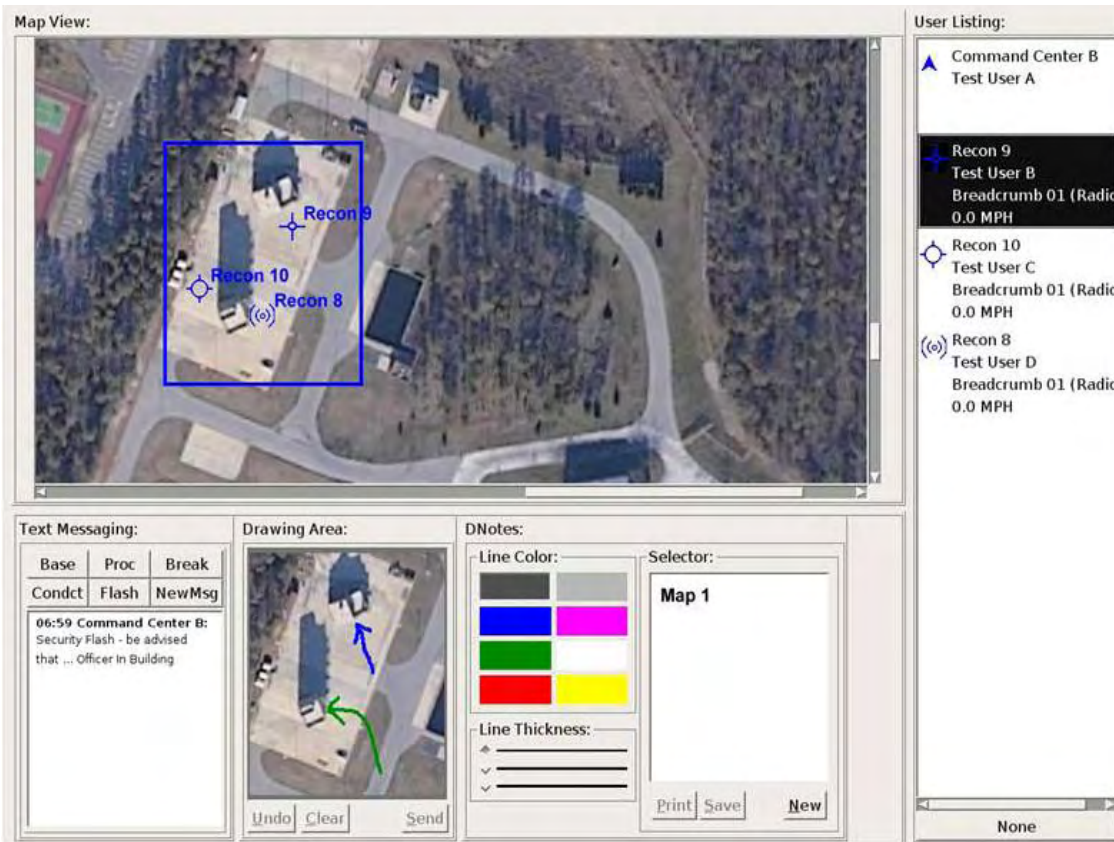 Map View:
Recon 9
Recon 10
Recon 8
User Listing:
Command Center B
Test User A
Recon 9
Test User B
Breadcrumb 01 (Radio
0.0 MPH
Recon 10
Test User C
Breadcrumb 01 (Radio
0.0 MPH
Recon 8
Test User D
Breadcrumb 01 (Radio
0.0 MPH
None
Text Messaging:
Base Proc Break
Condct Flash NewMsg
06:59 Command Center B:
Security Flash - be advised
that ... Officer In Building
Drawing Area:
Undo Clear Send
DNotes:
Line Color:
Line Thickness:
Selector:
Map 1
Print Save New